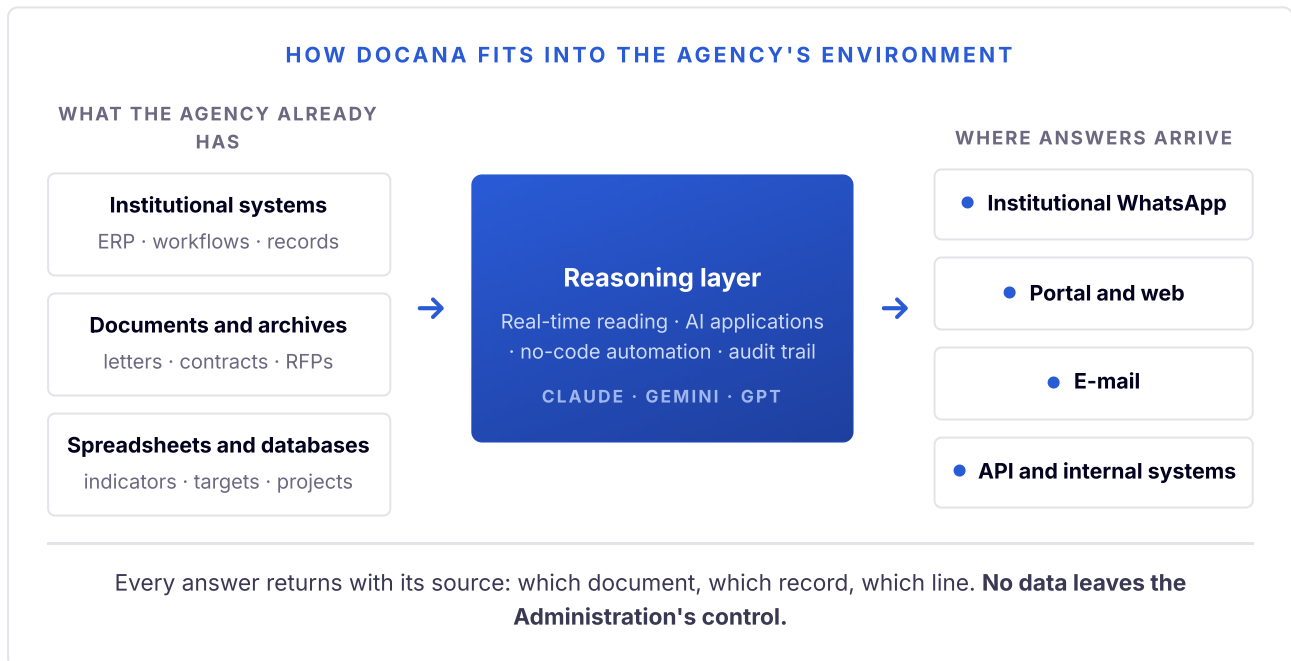 HOW DOCANA FITS INTO THE AGENCY'S ENVIRONMENT
WHAT THE AGENCY ALREADY
HAS
Institutional systems
ERP · workflows · records
Documents and archives
letters · contracts · RFPs
Spreadsheets and databases
indicators · targets · projects
Reasoning layer
Real-time reading · AI applications
· no-code automation · audit trail
CLAUDE · GEMINI · GPT
WHERE ANSWERS ARRIVE
Institutional WhatsApp
Portal and web
E-mail
API and internal systems
Every answer returns with its source: which document, which record, which line. No data leaves the
Administration's control.